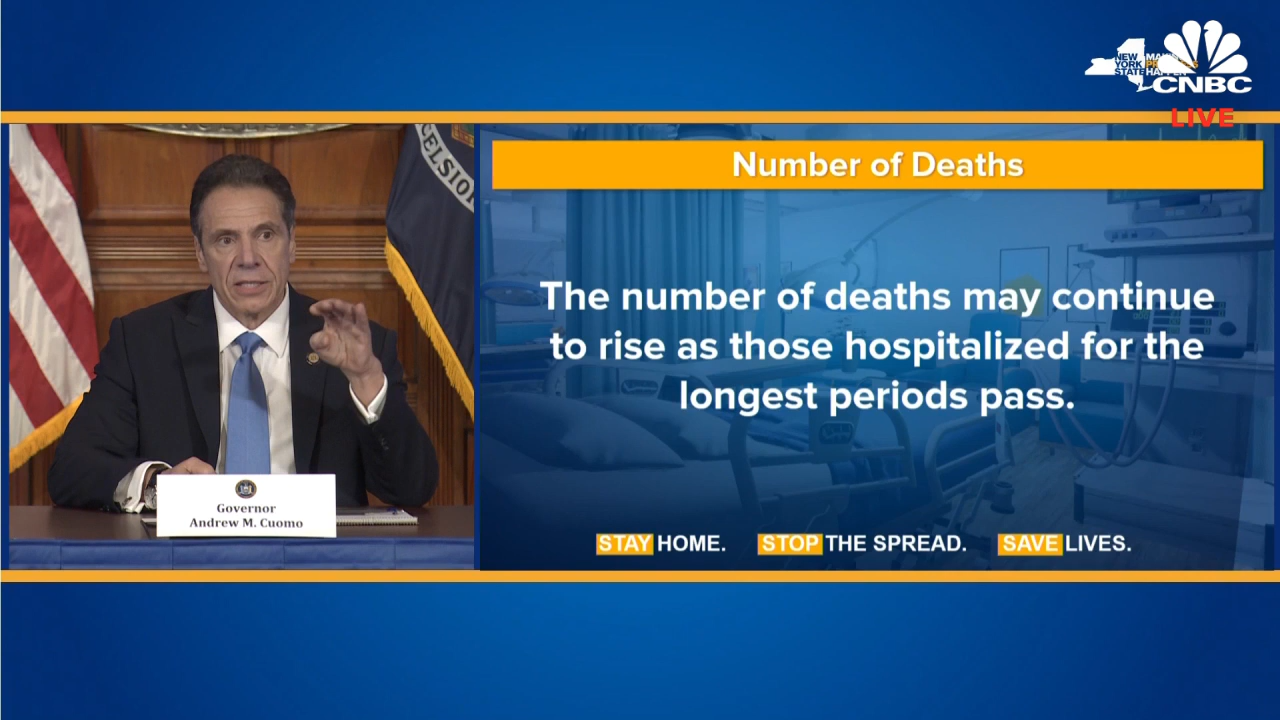 NEW
YORK
STATE
CNBC
LIVE
CELSIO
Number of Deaths
The number of deaths may continue
to rise as those hospitalized for the
longest periods pass.
Governor
Andrew M. Cuomo
STAY HOME. STOP THE SPREAD. SAVE LIVES.